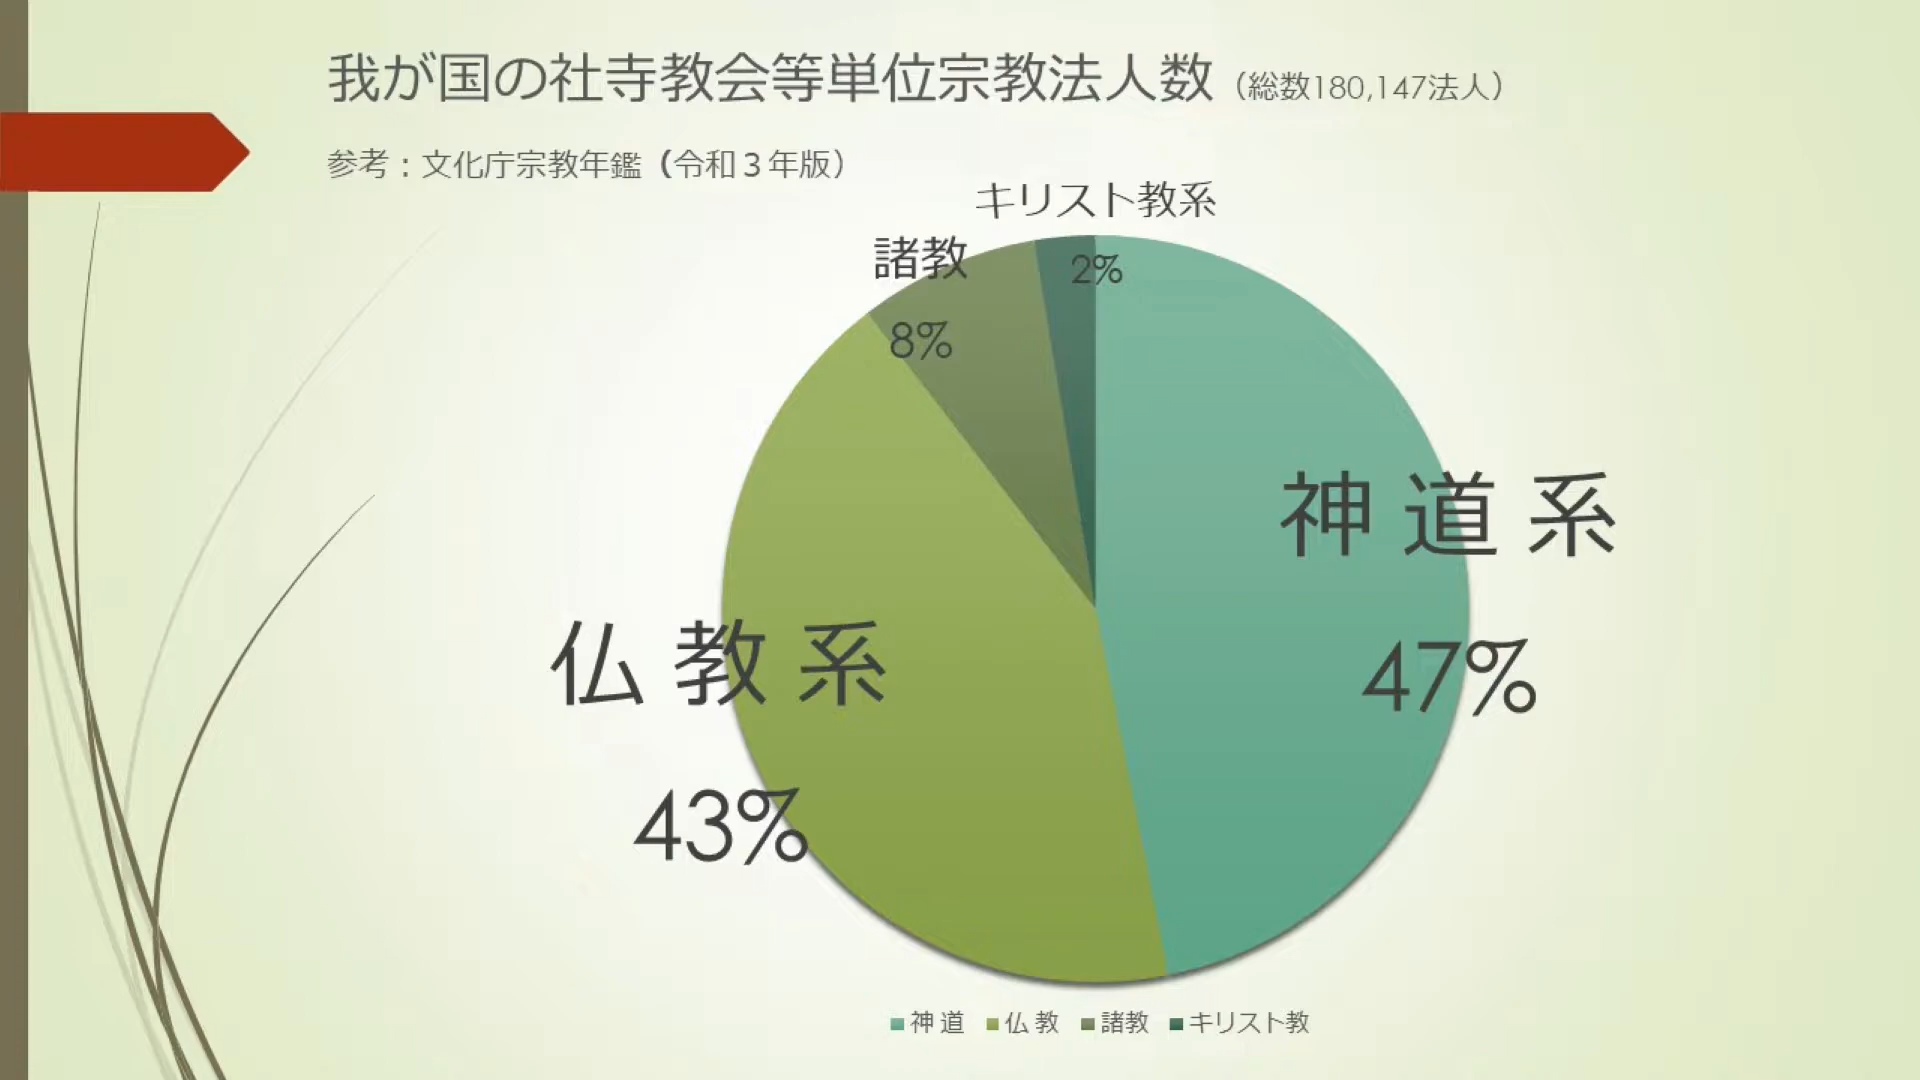 我が国の社寺教会等単位宗教法人数（総数180,147法人）
参考：文化庁宗教年鑑（令和３年版）
キリスト教系
2%
諸教
8%
神 道 系
47%
仏 教 系
43%
神 道 仏 教 諸教 キリスト教